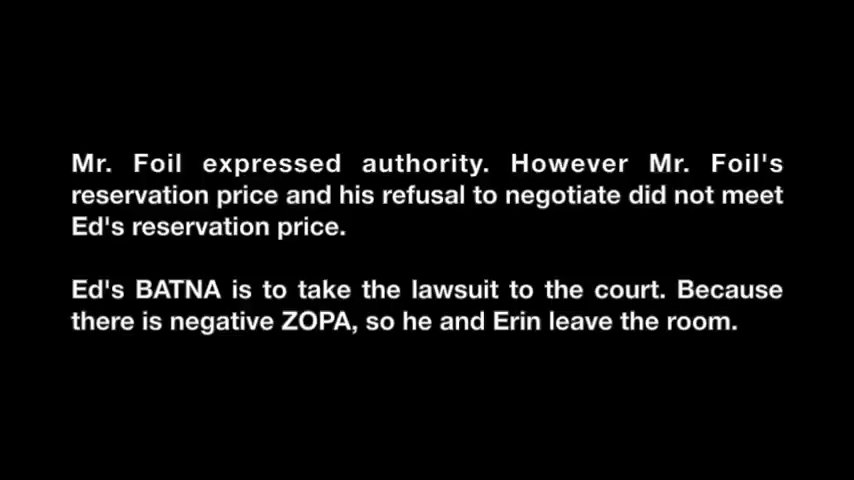 Mr. Foil expressed authority. However Mr. Foil's
reservation price and his refusal to negotiate did not meet
Ed's reservation price.
Ed's BATNA is to take the lawsuit to the court. Because
there is negative ZOPA, so he and Erin leave the room.